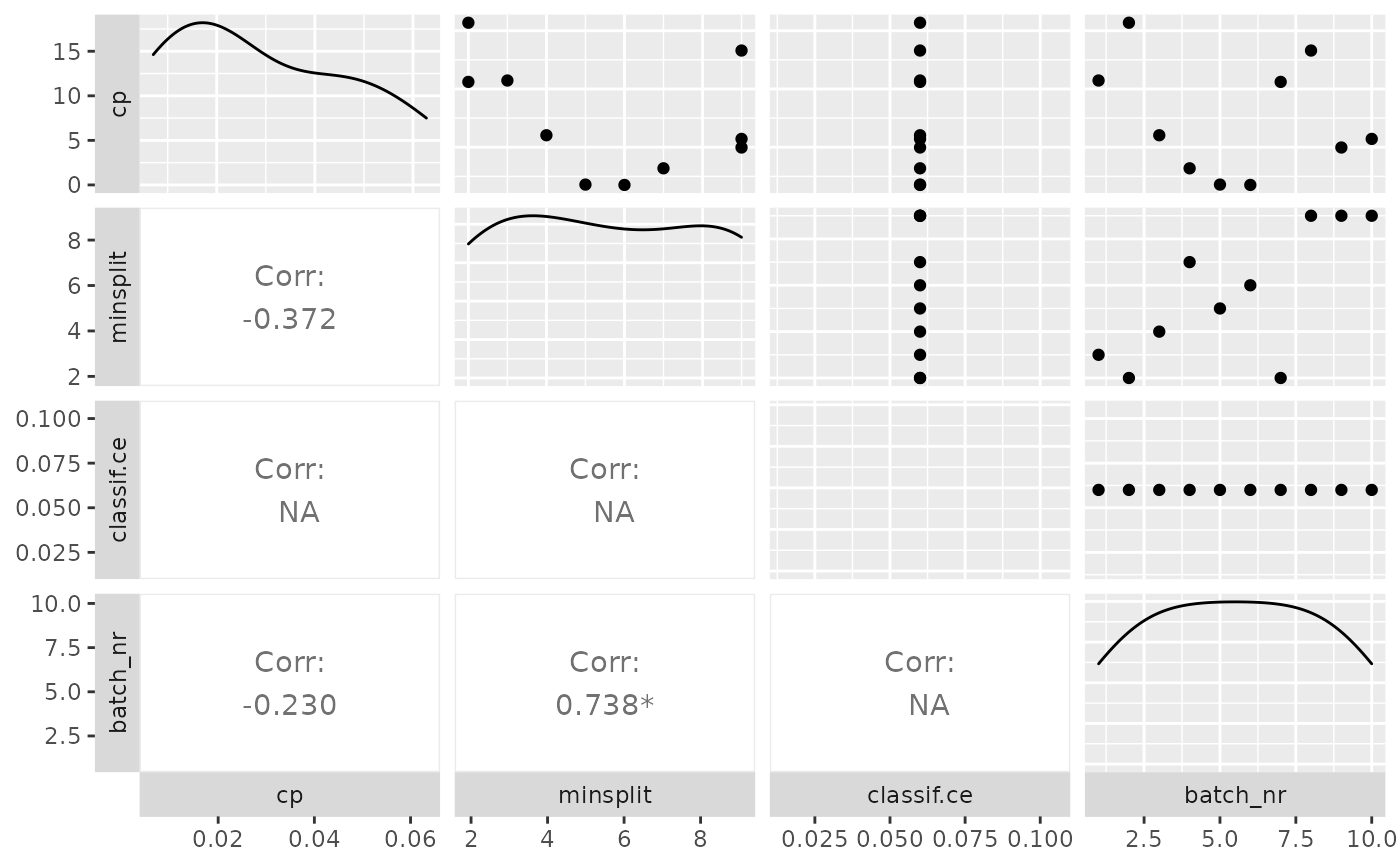 cp
15
10
5
0
minsplit
8
6
4
2
Corr:
-0.372
classif.ce
0.100
0.075
0.050
0.025
Corr:
NA
Corr:
NA
batch_nr
10.0
7.5
5.0
2.5
Corr:
-0.230
Corr:
0.738*
Corr:
NA
cp minsplit classif.ce batch_nr
0.02 0.04 0.06 2 4 6 8 0.025 0.050 0.075 0.100 2.5 5.0 7.5 10.0